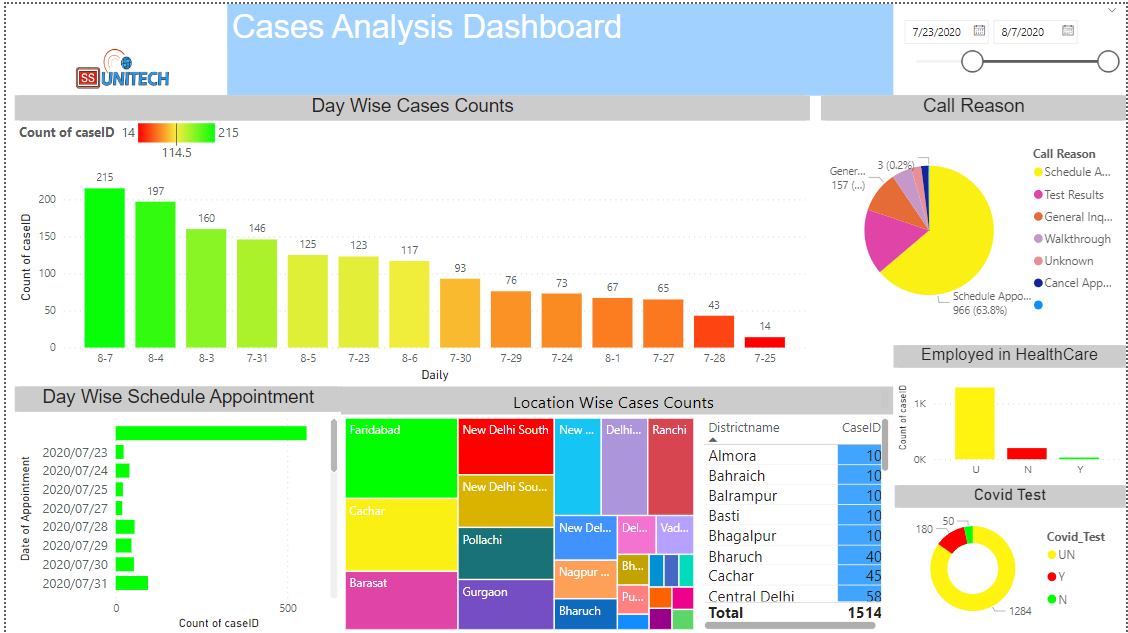 Cases Analysis Dashboard
7/23/2020
8/7/2020
SS UNITECH
Day Wise Cases Counts
Count of caseID 14 215
114.5
Count of caseID
200
150
100
50
0
215
197
160
146
125
123
117
93
76
73
67
65
43
14
8-7 8-4 8-3 7-31 8-5 7-23 8-6 7-30 7-29 7-24 8-1 7-27 7-28 7-25
Daily
Call Reason
3 (0.2%)
Gener...
157 (...)
Schedule Appo...
966 (63.8%)
Call Reason
Schedule A...
Test Results
General Inq...
Walkthrough
Unknown
Cancel App...
Day Wise Schedule Appointment
Date of Appointment
2020/07/23
2020/07/24
2020/07/25
2020/07/27
2020/07/28
2020/07/29
2020/07/30
2020/07/31
0 500
Count of caseID
Location Wise Cases Counts
Faridabad
Cachar
Barasat
New Delhi South
New Delhi Sou...
Pollachi
Gurgaon
New ...
Delhi...
Ranchi
New Del...
Del...
Vad...
Nagpur ...
Bh...
Pu...
Bharuch
Districtname CaseID
Almora 10
Bahraich 10
Balrampur 10
Basti 10
Bhagalpur 10
Bharuch 40
Cachar 45
Central Delhi 58
Total 1514
Employed in HealthCare
Count of caseID
1K
0K
U N Y
Covid Test
50
180
1284
Covid_Test
UN
Y
N